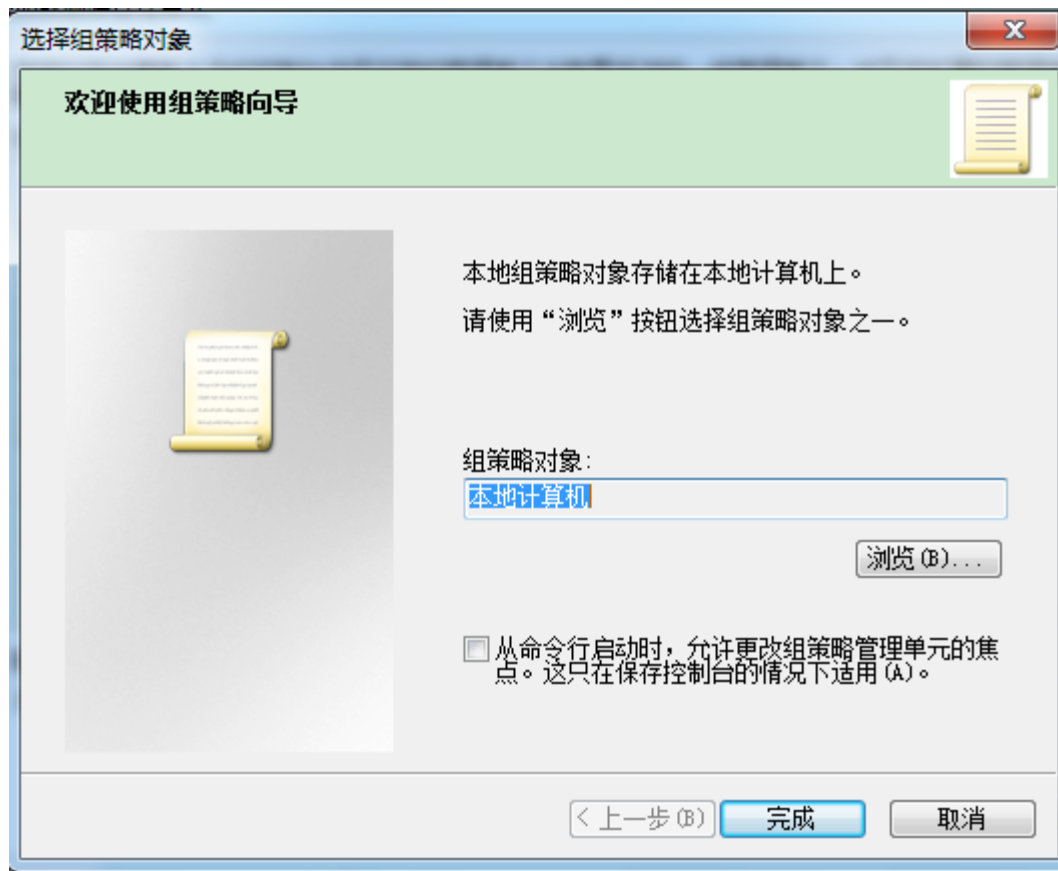 选择组策略对象
欢迎使用组策略向导
本地组策略对象存储在本地计算机上。
请使用“浏览”按钮选择组策略对象之一。
组策略对象:
本地计算机
浏览(B)...
从命令行启动时，允许更改组策略管理单元的焦
点。这只在保存控制台的情况下适用(A)。
< 上一步(B)
完成
取消